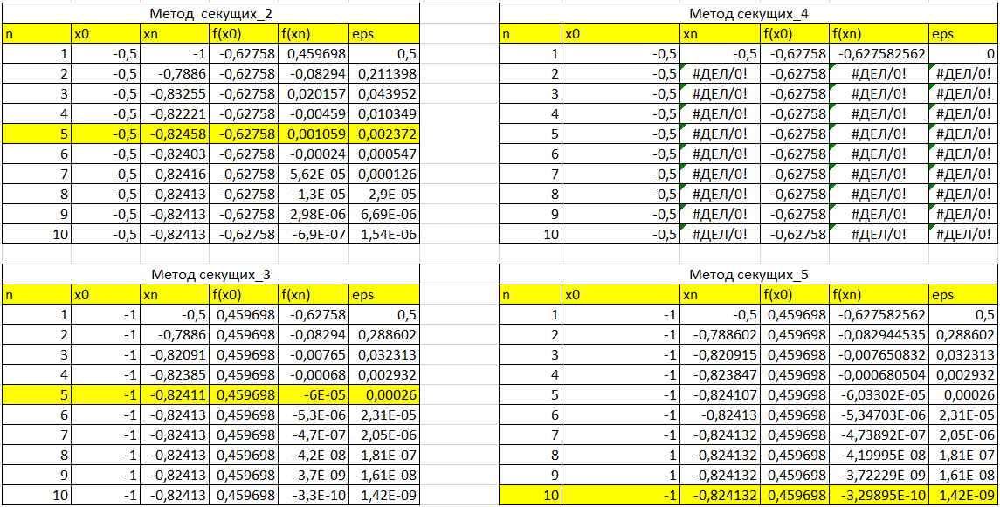 Метод секущих_2
n x0 xn f(x0) f(xn) eps
1 -0,5 -1 -0,62758 0,459698 0,5
2 -0,5 -0,7886 -0,62758 -0,08294 0,211398
3 -0,5 -0,83255 -0,62758 0,020157 0,043952
4 -0,5 -0,82221 -0,62758 -0,00459 0,010349
5 -0,5 -0,82458 -0,62758 0,001059 0,002372
6 -0,5 -0,82403 -0,62758 -0,00024 0,000547
7 -0,5 -0,82416 -0,62758 5,62E-05 0,000126
8 -0,5 -0,82413 -0,62758 -1,3E-05 2,9E-05
9 -0,5 -0,82413 -0,62758 2,98E-06 6,69E-06
10 -0,5 -0,82413 -0,62758 -6,9E-07 1,54E-06
Метод секущих_4
n x0 xn f(x0) f(xn) eps
1 -0,5 -0,5 -0,62758 -0,627582562 0
2 -0,5 #ДЕЛ/0! -0,62758 #ДЕЛ/0! #ДЕЛ/0!
3 -0,5 #ДЕЛ/0! -0,62758 #ДЕЛ/0! #ДЕЛ/0!
4 -0,5 #ДЕЛ/0! -0,62758 #ДЕЛ/0! #ДЕЛ/0!
5 -0,5 #ДЕЛ/0! -0,62758 #ДЕЛ/0! #ДЕЛ/0!
6 -0,5 #ДЕЛ/0! -0,62758 #ДЕЛ/0! #ДЕЛ/0!
7 -0,5 #ДЕЛ/0! -0,62758 #ДЕЛ/0! #ДЕЛ/0!
8 -0,5 #ДЕЛ/0! -0,62758 #ДЕЛ/0! #ДЕЛ/0!
9 -0,5 #ДЕЛ/0! -0,62758 #ДЕЛ/0! #ДЕЛ/0!
10 -0,5 #ДЕЛ/0! -0,62758 #ДЕЛ/0! #ДЕЛ/0!
Метод секущих_3
n x0 xn f(x0) f(xn) eps
1 -1 -0,5 0,459698 -0,62758 0,5
2 -1 -0,7886 0,459698 -0,08294 0,288602
3 -1 -0,82091 0,459698 -0,00765 0,032313
4 -1 -0,82385 0,459698 -0,00068 0,002932
5 -1 -0,82411 0,459698 -6E-05 0,00026
6 -1 -0,82413 0,459698 -5,3E-06 2,31E-05
7 -1 -0,82413 0,459698 -4,7E-07 2,05E-06
8 -1 -0,82413 0,459698 -4,2E-08 1,81E-07
9 -1 -0,82413 0,459698 -3,7E-09 1,61E-08
10 -1 -0,82413 0,459698 -3,3E-10 1,42E-09
Метод секущих_5
n x0 xn f(x0) f(xn) eps
1 -1 -0,5 0,459698 -0,627582562 0,5
2 -1 -0,788602 0,459698 -0,082944535 0,288602
3 -1 -0,820915 0,459698 -0,007650832 0,032313
4 -1 -0,823847 0,459698 -0,000680504 0,002932
5 -1 -0,824107 0,459698 -6,03302E-05 0,00026
6 -1 -0,82413 0,459698 -5,34703E-06 2,31E-05
7 -1 -0,824132 0,459698 -4,73892E-07 2,05E-06
8 -1 -0,824132 0,459698 -4,19995E-08 1,81E-07
9 -1 -0,824132 0,459698 -3,72229E-09 1,61E-08
10 -1 -0,824132 0,459698 -3,29895E-10 1,42E-09